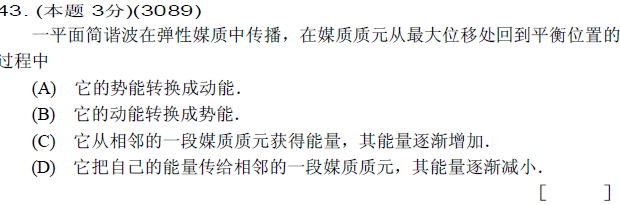 43. (本题 3分)(3089)
一平面简谐波在弹性媒质中传播，在媒质质元从最大位移处回到平衡位置的
过程中
(A) 它的势能转换成动能．
(B) 它的动能转换成势能．
(C) 它从相邻的一段媒质质元获得能量，其能量逐渐增加．
(D) 它把自己的能量传给相邻的一段媒质质元，其能量逐渐减小．
[ ]